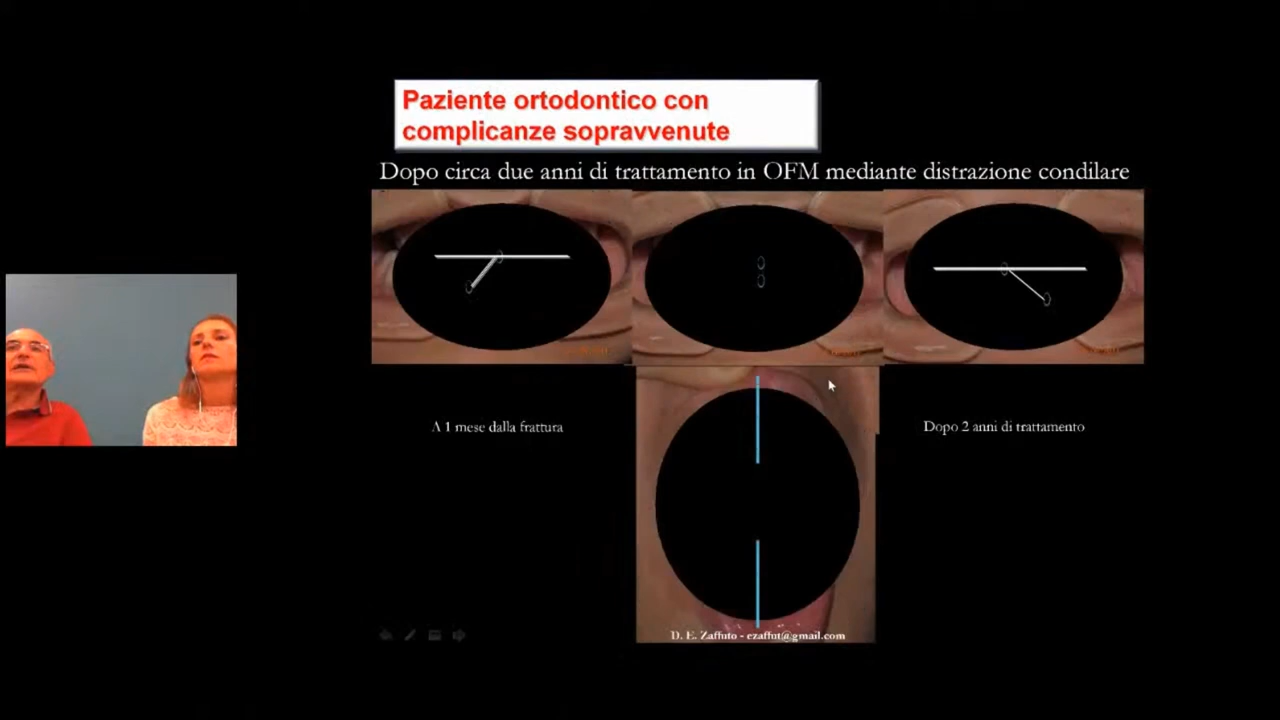 Paziente ortodontico con
complicanze sopravvenute
Dopo circa due anni di trattamento in OFM mediante distrazione condilare
A 1 mese dalla frattura
Dopo 2 anni di trattamento
D. E. Zaffuto - ezaffut@gmail.com